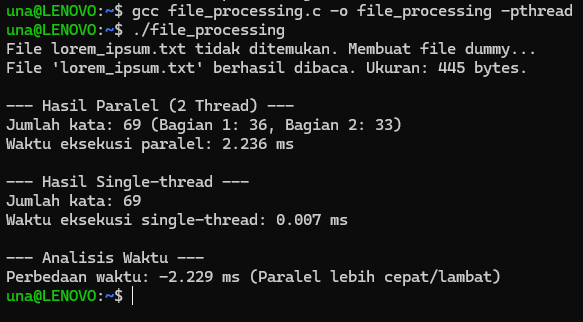 una@LENOVO:~$ gcc file_processing.c -o file_processing -pthread
una@LENOVO:~$ ./file_processing
File lorem_ipsum.txt tidak ditemukan. Membuat file dummy...
File 'lorem_ipsum.txt' berhasil dibaca. Ukuran: 445 bytes.
--- Hasil Paralel (2 Thread) ---
Jumlah kata: 69 (Bagian 1: 36, Bagian 2: 33)
Waktu eksekusi paralel: 2.236 ms
--- Hasil Single-thread ---
Jumlah kata: 69
Waktu eksekusi single-thread: 0.007 ms
--- Analisis Waktu ---
Perbedaan waktu: -2.229 ms (Paralel lebih cepat/lambat)
una@LENOVO:~$